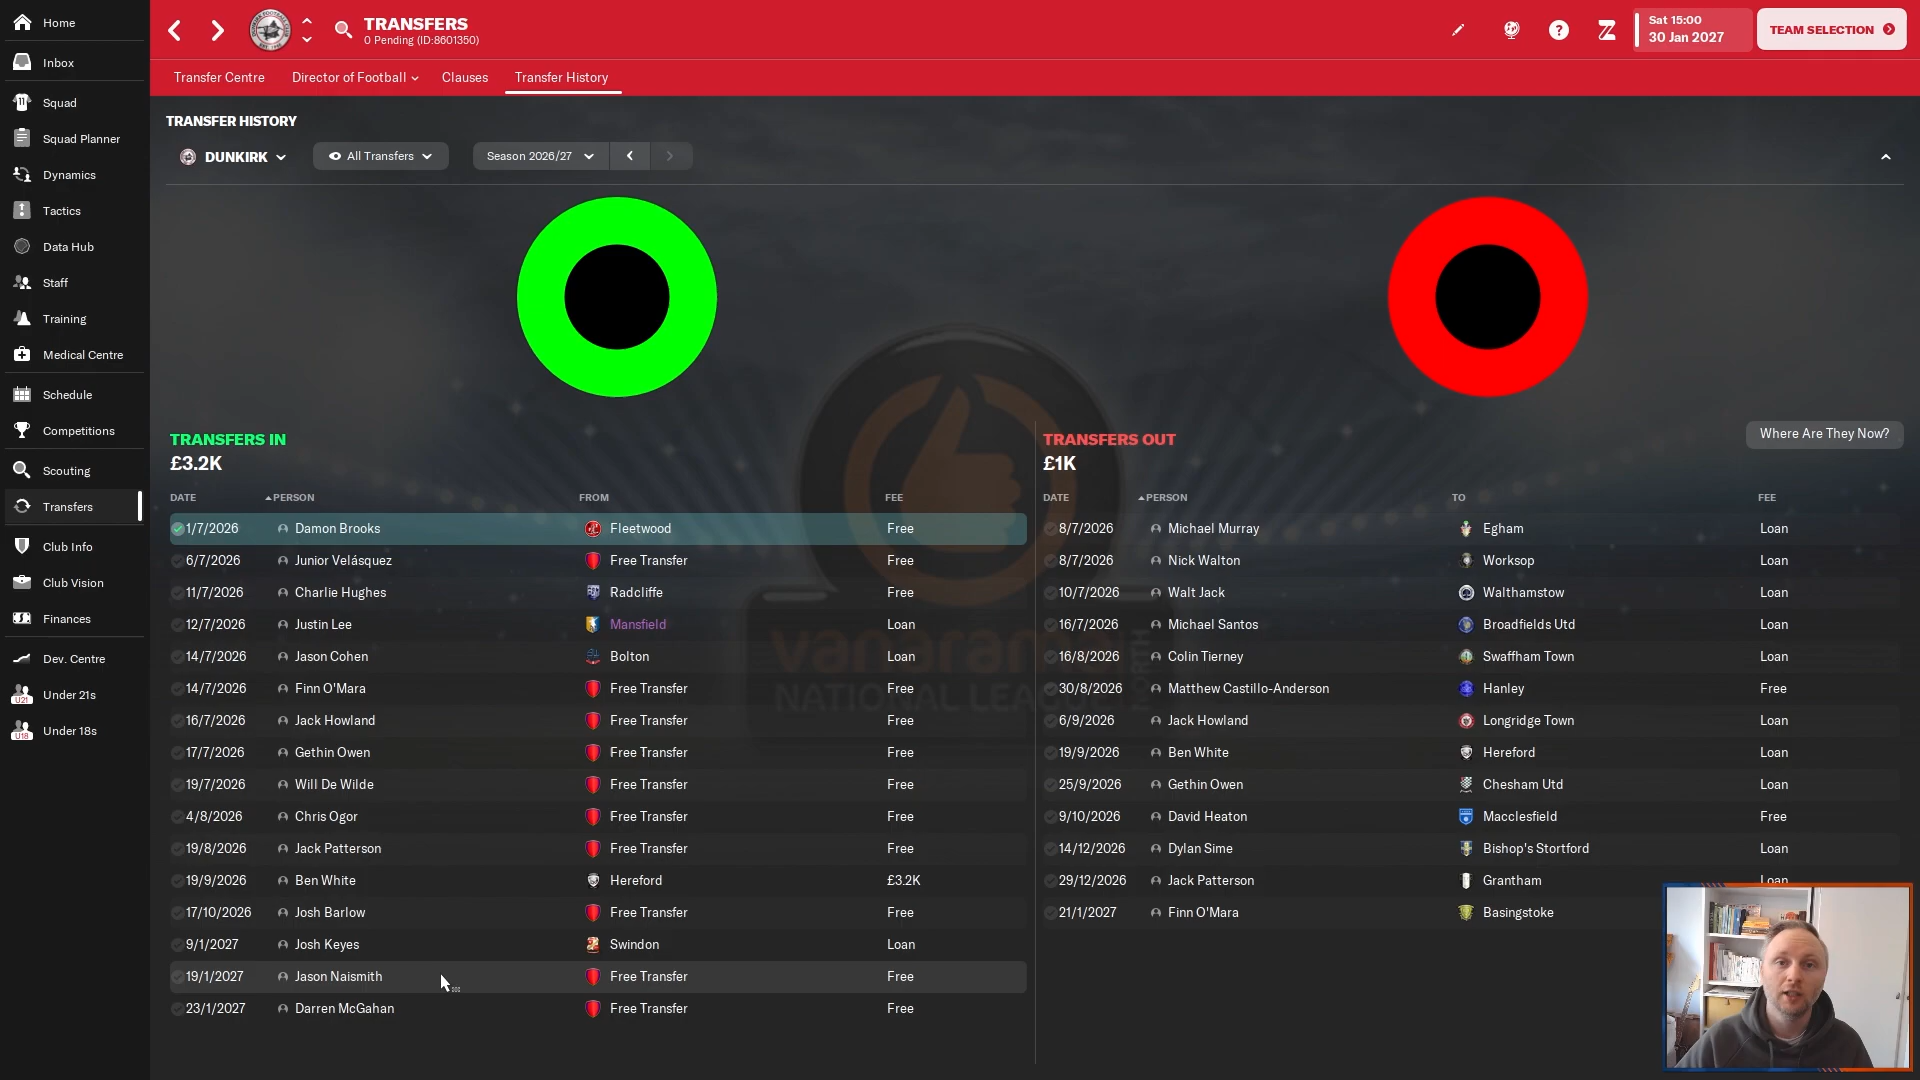 Home
Inbox
Squad
Squad Planner
Dynamics
Tactics
Data Hub
Staff
Training
Medical Centre
Schedule
Competitions
Scouting
Transfers
Club Info
Club Vision
Finances
Dev. Centre
U21 Under 21s
U18 Under 18s
TRANSFERS
0 Pending (ID:8601350)
Sat 15:00
30 Jan 2027
TEAM SELECTION
Transfer Centre Director of Football Clauses Transfer History
TRANSFER HISTORY
DUNKIRK All Transfers Season 2026/27
TRANSFERS IN
£3.2K
DATE PERSON FROM FEE
1/7/2026 Damon Brooks Fleetwood Free
6/7/2026 Junior Velásquez Free Transfer Free
11/7/2026 Charlie Hughes Radcliffe Free
12/7/2026 Justin Lee Mansfield Loan
14/7/2026 Jason Cohen Bolton Loan
14/7/2026 Finn O'Mara Free Transfer Free
16/7/2026 Jack Howland Free Transfer Free
17/7/2026 Gethin Owen Free Transfer Free
19/7/2026 Will De Wilde Free Transfer Free
4/8/2026 Chris Ogor Free Transfer Free
19/8/2026 Jack Patterson Free Transfer Free
19/9/2026 Ben White Hereford £3.2K
17/10/2026 Josh Barlow Free Transfer Free
9/1/2027 Josh Keyes Swindon Loan
19/1/2027 Jason Naismith Free Transfer Free
23/1/2027 Darren McGahan Free Transfer Free
TRANSFERS OUT
£1K
Where Are They Now?
DATE PERSON TO FEE
8/7/2026 Michael Murray Egham Loan
8/7/2026 Nick Walton Worksop Loan
10/7/2026 Walt Jack Walthamstow Loan
16/7/2026 Michael Santos Broadfields Utd Loan
16/8/2026 Colin Tierney Swaffham Town Loan
30/8/2026 Matthew Castillo-Anderson Hanley Free
6/9/2026 Jack Howland Longridge Town Loan
19/9/2026 Ben White Hereford Loan
25/9/2026 Gethin Owen Chesham Utd Loan
9/10/2026 David Heaton Macclesfield Free
14/12/2026 Dylan Sime Bishop's Stortford Loan
29/12/2026 Jack Patterson Grantham Loan
21/1/2027 Finn O'Mara Basingstoke
vanarama
NATIONAL LEAGUE
NORTH